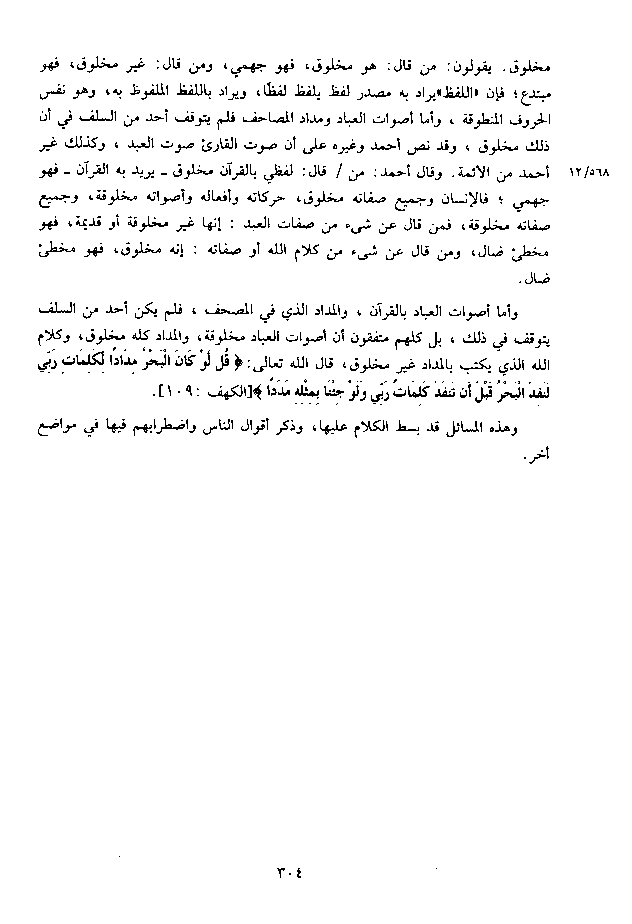 مخلوق. يقولون: من قال: هو مخلوق، فهو جهمي، ومن قال: غير مخلوق، فهو
مبتدع؛ فإن «اللفظ» يراد به مصدر لفظ يلفظ لفظًا، ويراد باللفظ الملفوظ به، وهو نفس
الحروف المنطوقة ، وأما أصوات العباد ومداد المصاحف فلم يتوقف أحد من السلف في أن
ذلك مخلوق ، وقد نص أحمد وغيره على أن صوت القارئ صوت العبد ، وكذلك غير
١٢/٥٦٨ أحمد من الأئمة. وقال أحمد: من / قال: لفظي بالقرآن مخلوق ـ يريد به القرآن ـ فهو
جهمي ؛ فالإنسان وجميع صفاته مخلوق، حركاته وأفعاله وأصواته مخلوقة، وجميع
صفاته مخلوقة، فمن قال عن شىء من صفات العبد : إنها غير مخلوقة أو قديمة، فهو
مخطئ ضال، ومن قال عن شىء من كلام الله أو صفاته : إنه مخلوق، فهو مخطئ
ضال.
وأما أصوات العباد بالقرآن ، والمداد الذي في المصحف ، فلم يكن أحد من السلف
يتوقف في ذلك ، بل كلهم متفقون أن أصوات العباد مخلوقة، والمداد كله مخلوق، وكلام
الله الذي يكتب بالمداد غير مخلوق، قال الله تعالى: ﴿ قُل لَّوْ كَانَ الْبَحْرُ مِدَادًا لِّكَلِمَاتِ رَبِّي
لَنَفِدَ الْبَحْرُ قَبْلَ أَن تَنفَدَ كَلِمَاتُ رَبِّي وَلَوْ جِئْنَا بِمِثْلِهِ مَدَدًا ﴾[الكهف : ١٠٩].
وهذه المسائل قد بسط الكلام عليها، وذكر أقوال الناس واضطرابهم فيها في مواضع
أخر.
٣٠٤